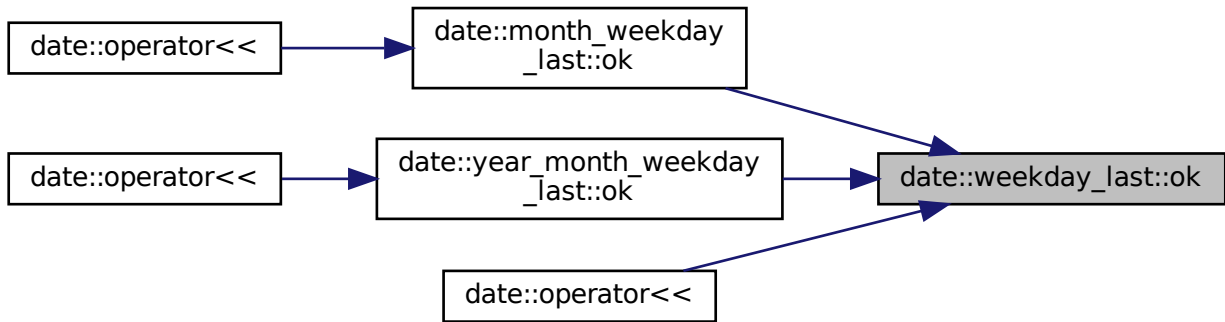 date::operator<<
date::month_weekday
_last::ok
date::operator<<
date::year_month_weekday
_last::ok
date::weekday_last::ok
date::operator<<